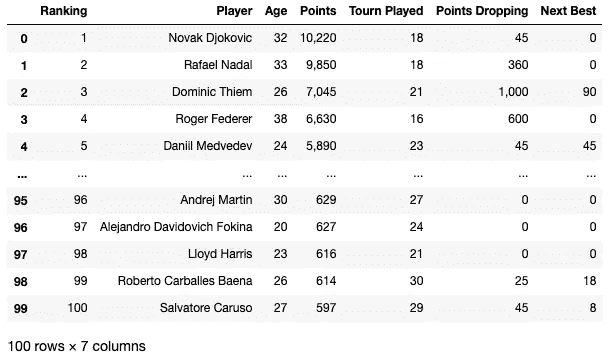 Ranking Player Age Points Tourn Played Points Dropping Next Best
0 1 Novak Djokovic 32 10,220 18 45 0
1 2 Rafael Nadal 33 9,850 18 360 0
2 3 Dominic Thiem 26 7,045 21 1,000 90
3 4 Roger Federer 38 6,630 16 600 0
4 5 Daniil Medvedev 24 5,890 23 45 45
... ... ... ... ... ... ... ...
95 96 Andrej Martin 30 629 27 0 0
96 97 Alejandro Davidovich Fokina 20 627 24 0 0
97 98 Lloyd Harris 23 616 21 0 0
98 99 Roberto Carballes Baena 26 614 30 25 18
99 100 Salvatore Caruso 27 597 29 45 8
100 rows × 7 columns